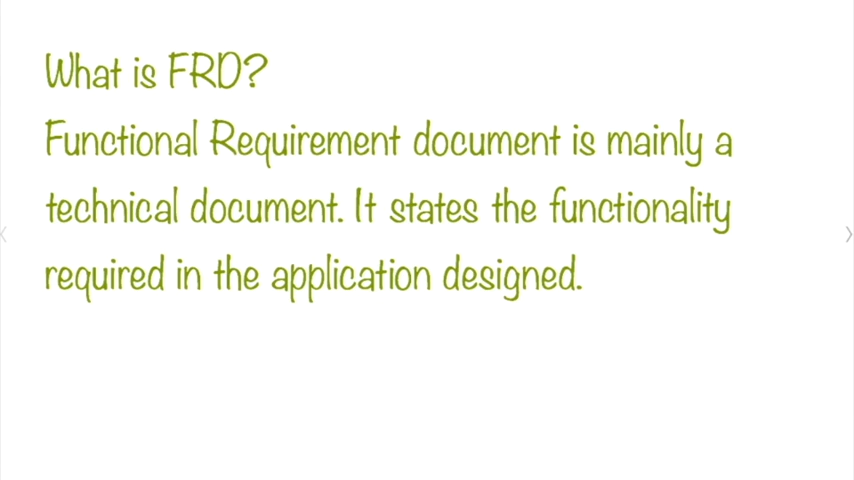 What is FRD?
Functional Requirement document is mainly a
technical document. It states the functionality
required in the application designed.